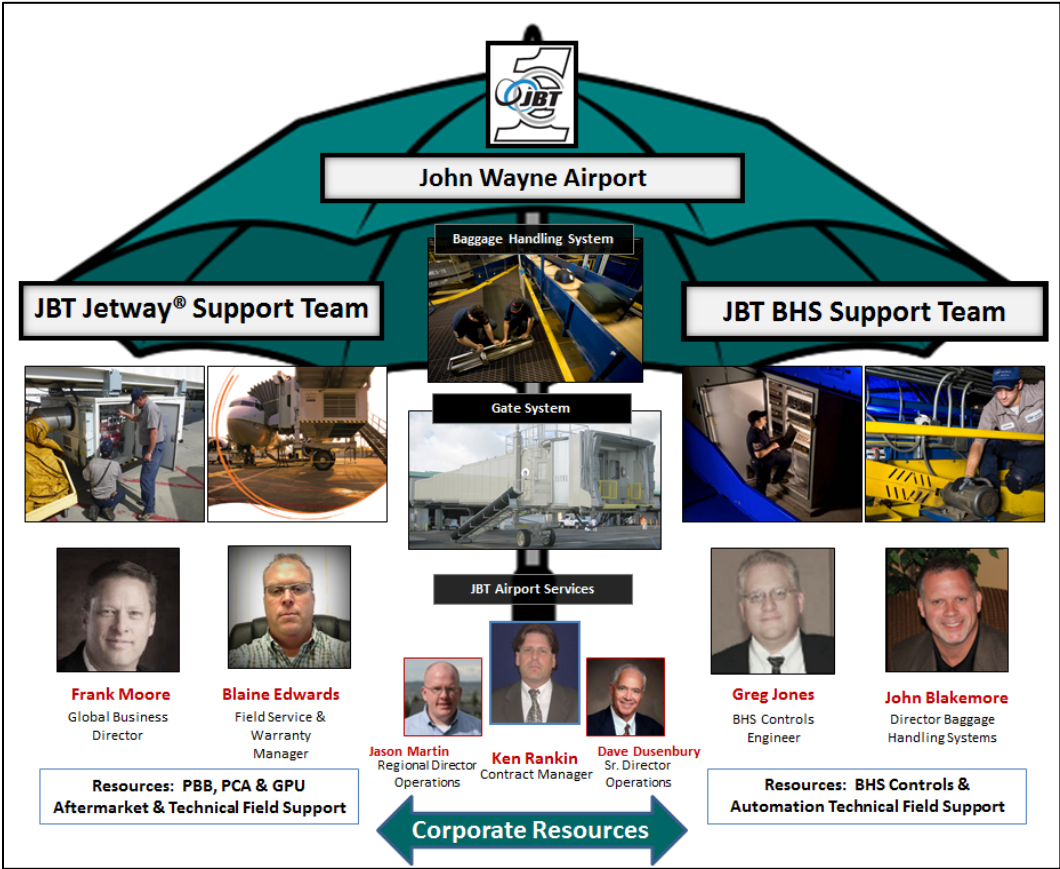 JBT
John Wayne Airport
Baggage Handling System
JBT Jetway® Support Team
JBT BHS Support Team
Gate System
JBT Airport Services
Frank Moore
Global Business
Director
Blaine Edwards
Field Service &
Warranty
Manager
Jason Martin
Regional Director
Operations
Ken Rankin
Contract Manager
Dave Dusenbury
Sr. Director
Operations
Greg Jones
BHS Controls
Engineer
John Blakemore
Director Baggage
Handling Systems
Resources: PBB, PCA & GPU
Aftermarket & Technical Field Support
Resources: BHS Controls &
Automation Technical Field Support
Corporate Resources